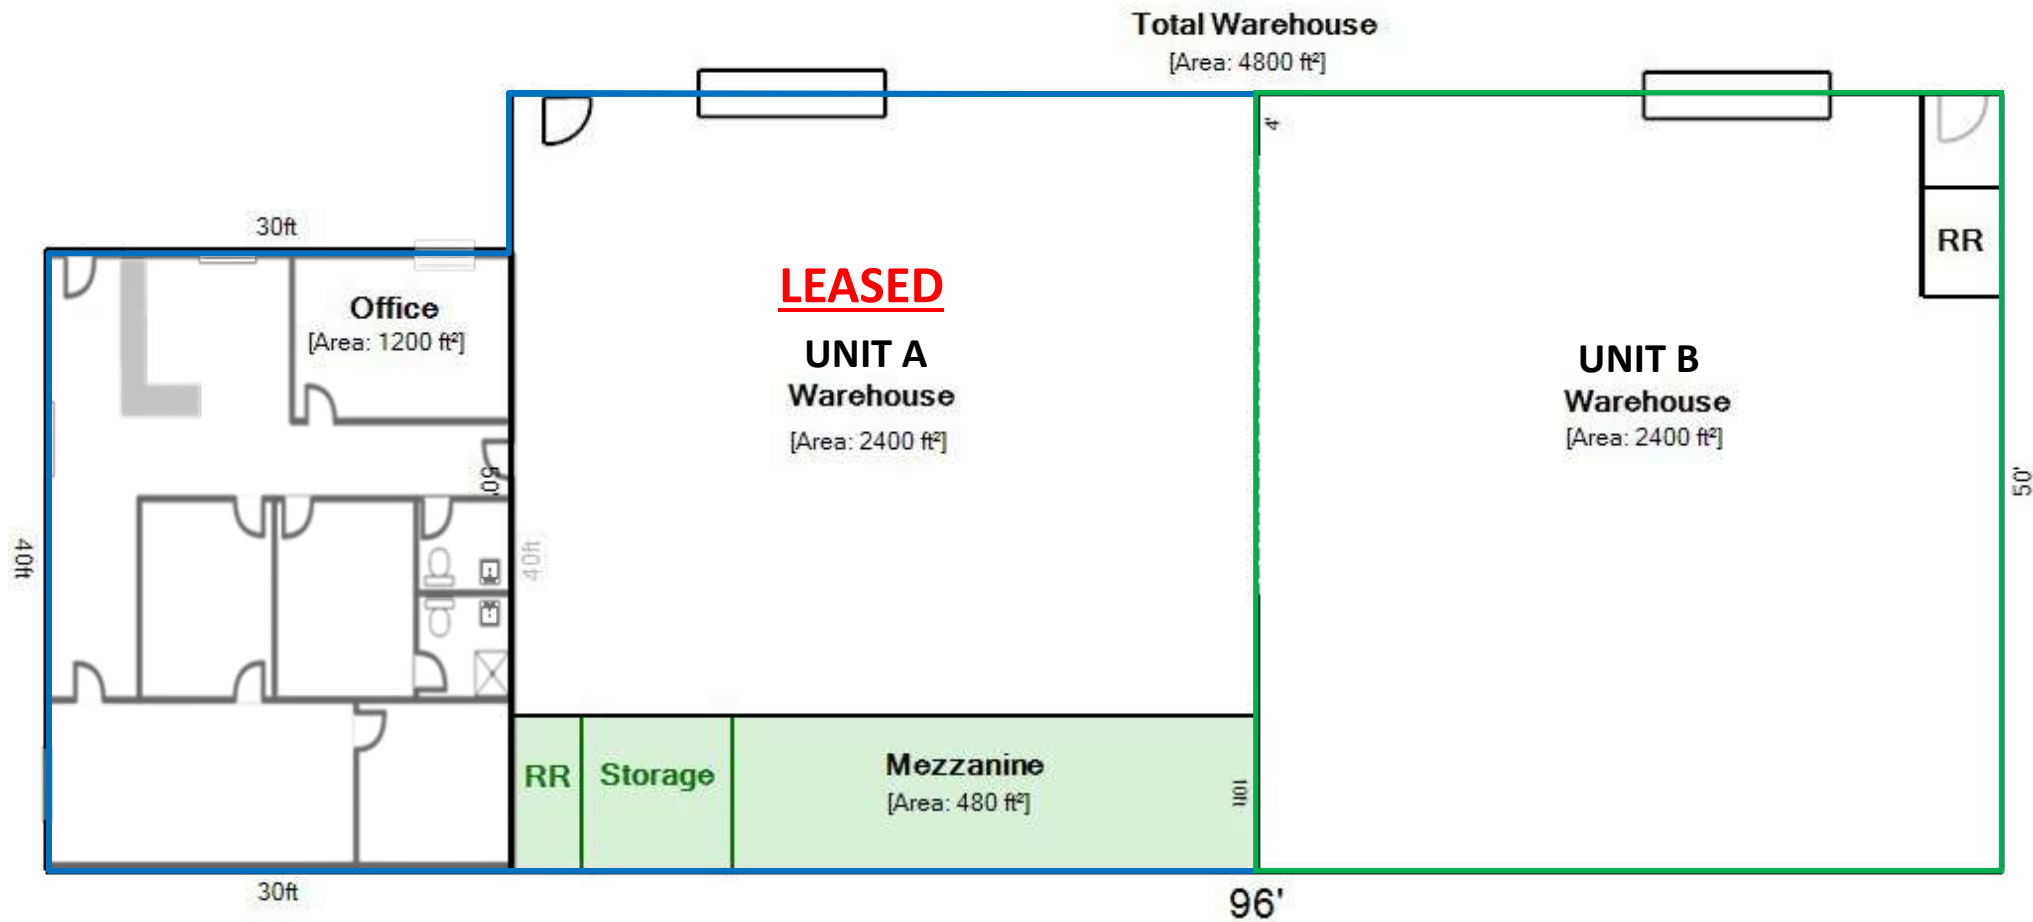 Total Warehouse
[Area: 4800 ft²]
4'
30ft
Office
[Area: 1200 ft²]
LEASED
UNIT A
Warehouse
[Area: 2400 ft²]
RR
UNIT B
Warehouse
[Area: 2400 ft²]
50'
50'
40ft
40ft
RR
Storage
Mezzanine
[Area: 480 ft²]
10ft
30ft
96'